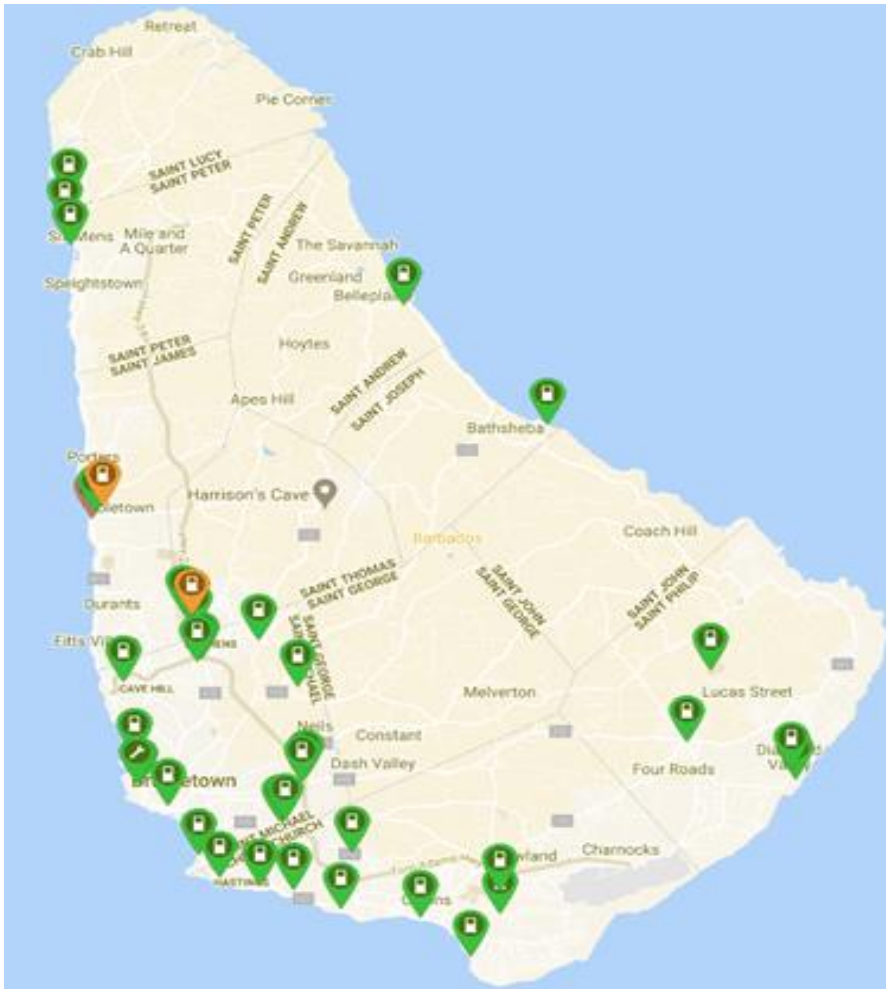 Retreat
Crab Hill
Pie Corner
SAINT LUCY
SAINT PETER
SAINT PETER
SAINT ANDREW
Mile and
A Quarter
The Savannah
Greenland
Speightstown
SAINT PETER
SAINT JAMES
Hoytes
SAINT ANDREW
SAINT JOSEPH
Apes Hill
Bathsheba
Porters
Harrison's Cave
Barbados
Coach Hill
SAINT THOMAS
SAINT GEORGE
SAINT JOHN
SAINT GEORGE
SAINT JOHN
SAINT PHILIP
Durants
CAVE HILL
Melverton
Lucas Street
Neils
Constant
Dash Valley
Four Roads
Charnocks
HASTINGS